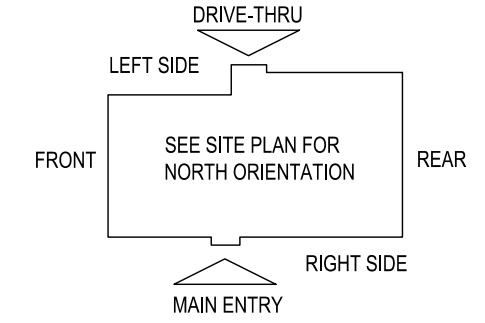 DRIVE-THRU
LEFT SIDE
FRONT
SEE SITE PLAN FOR
NORTH ORIENTATION
REAR
RIGHT SIDE
MAIN ENTRY